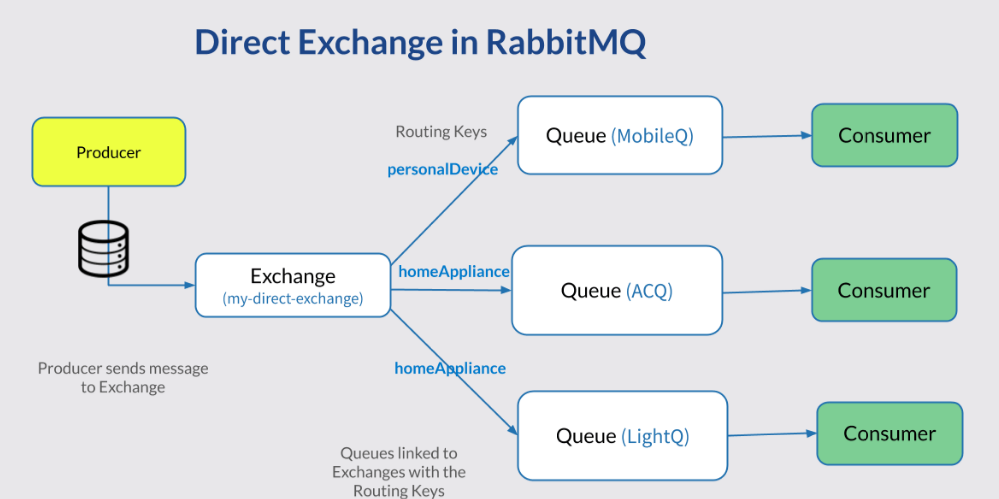 Direct Exchange in RabbitMQ
Producer
Routing Keys
personalDevice
Queue (MobileQ)
Consumer
Exchange
(my-direct-exchange)
homeAppliance
Queue (ACQ)
Consumer
Producer sends message
to Exchange
homeAppliance
Queue (LightQ)
Consumer
Queues linked to
Exchanges with the
Routing Keys